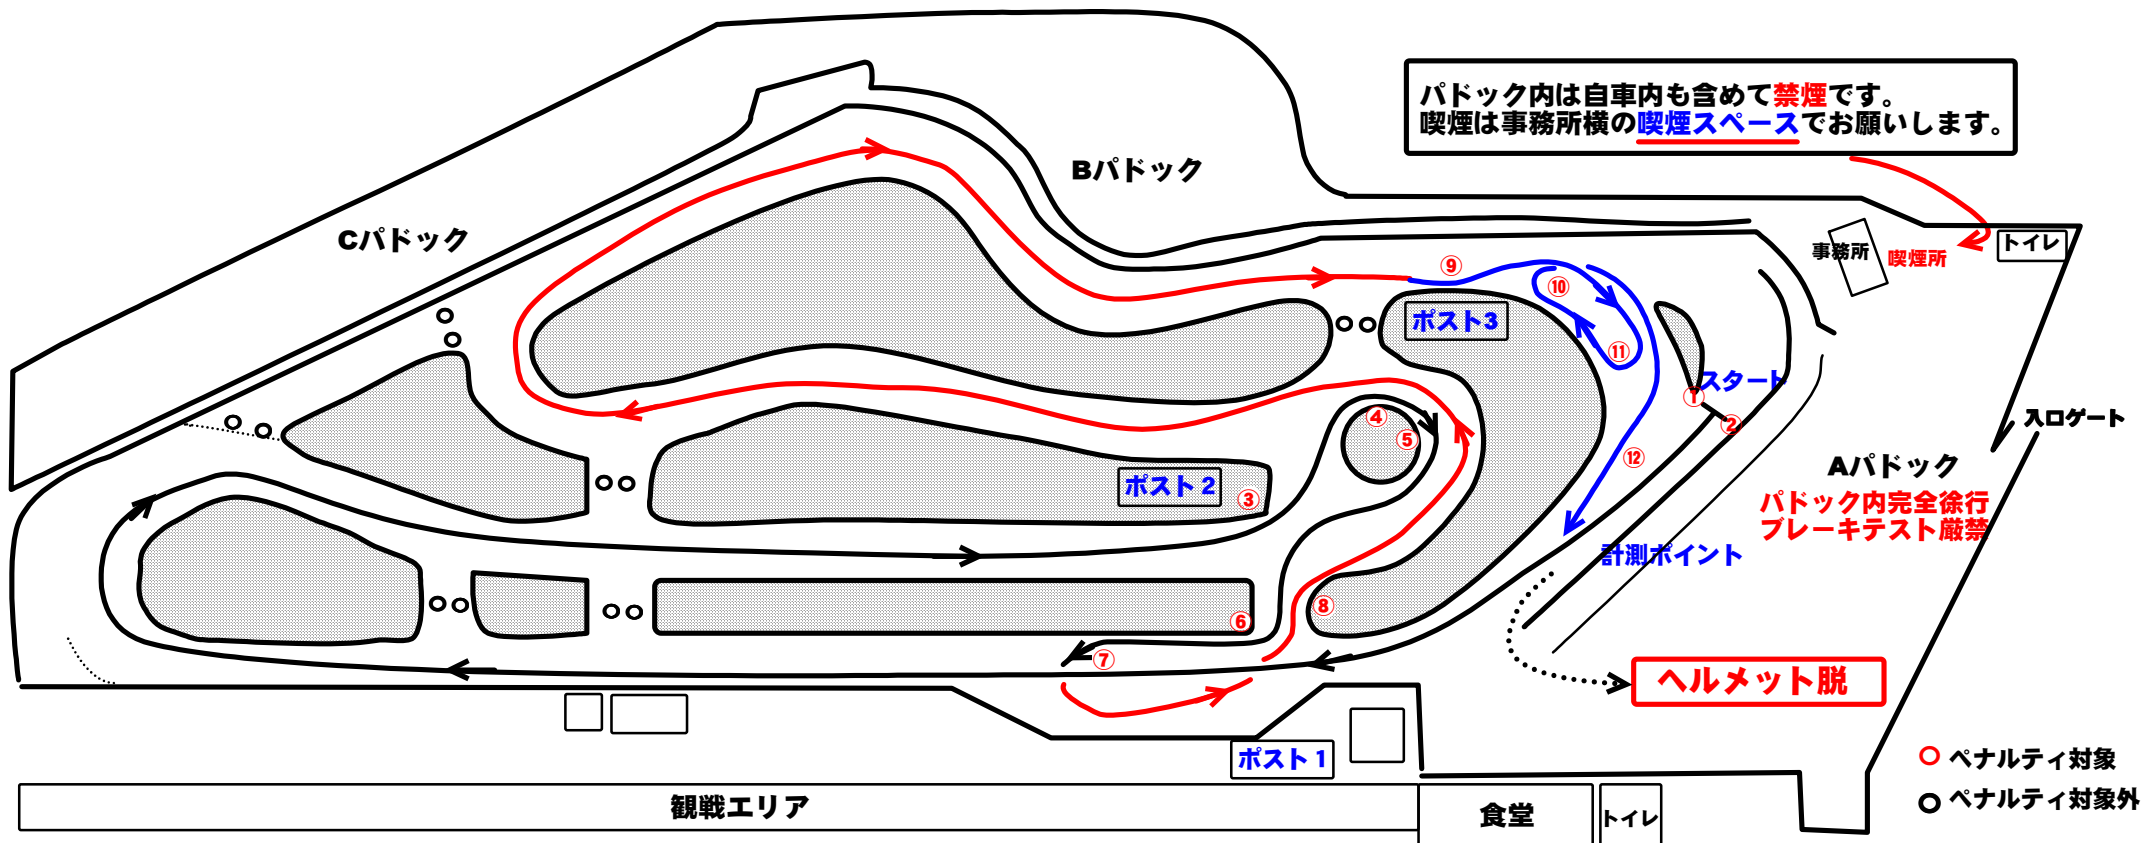 パドック内は自車内も含めて禁煙です。
喫煙は事務所横の喫煙スペースでお願いします。
Bパドック
Cパドック
事務所
喫煙所
トイレ
⑨
⑩
ポスト3
⑪
スタート
①
②
④
⑤
入口ゲート
⑫
Aパドック
パドック内完全徐行
ブレーキテスト厳禁
ポスト2
③
計測ポイント
⑧
⑥
⑦
ヘルメット脱
ポスト1
ペナルティ対象
ペナルティ対象外
観戦エリア
食堂
トイレ